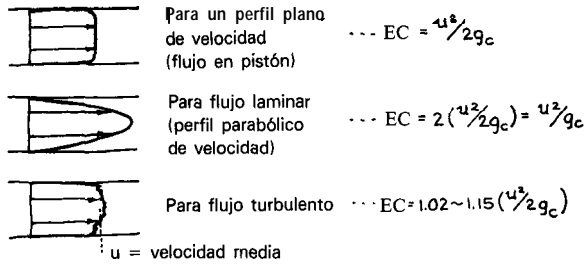 Para un perfil plano
de velocidad ··· EC = u²/2g_c
(flujo en pistón)
Para flujo laminar
(perfil parabólico ··· EC = 2(u²/2g_c) = u²/g_c
de velocidad)
Para flujo turbulento ··· EC=1.02~1.15(u²/2g_c)
u = velocidad media